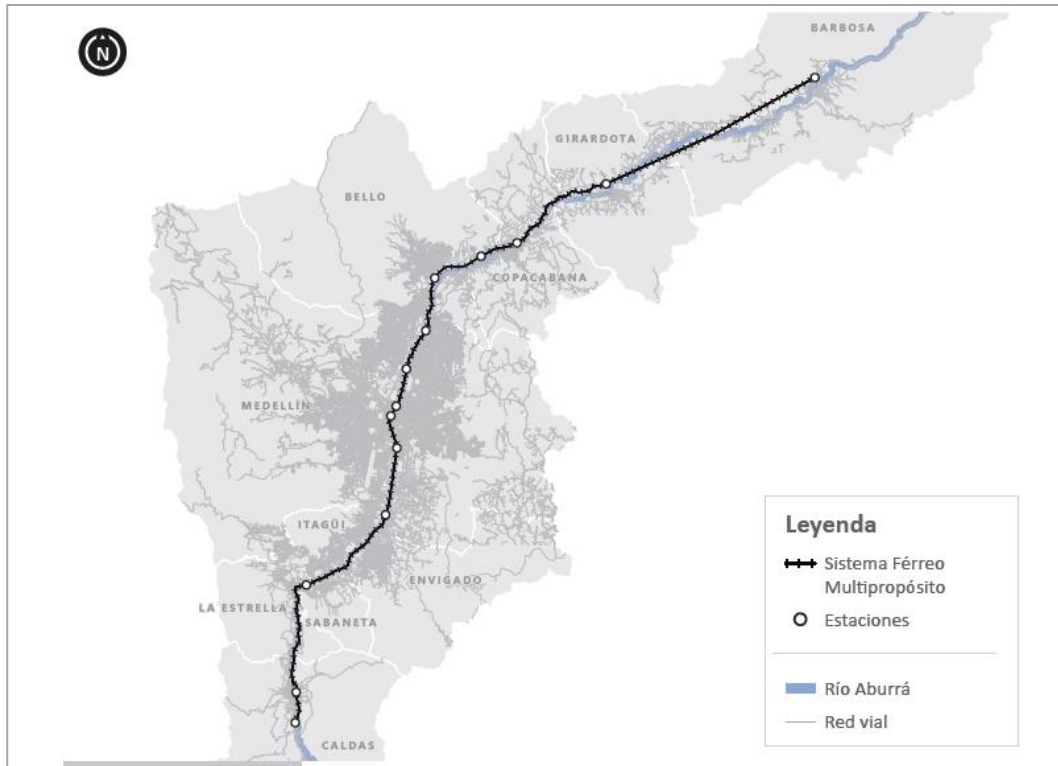 N
BARBOSA
GIRARDOTA
BELLO
COPACABANA
MEDELLÍN
ITAGÜI
ENVIGADO
LA ESTRELLA
SABANETA
CALDAS
Leyenda
Sistema Férreo
Multipropósito
Estaciones
Río Aburrá
Red vial